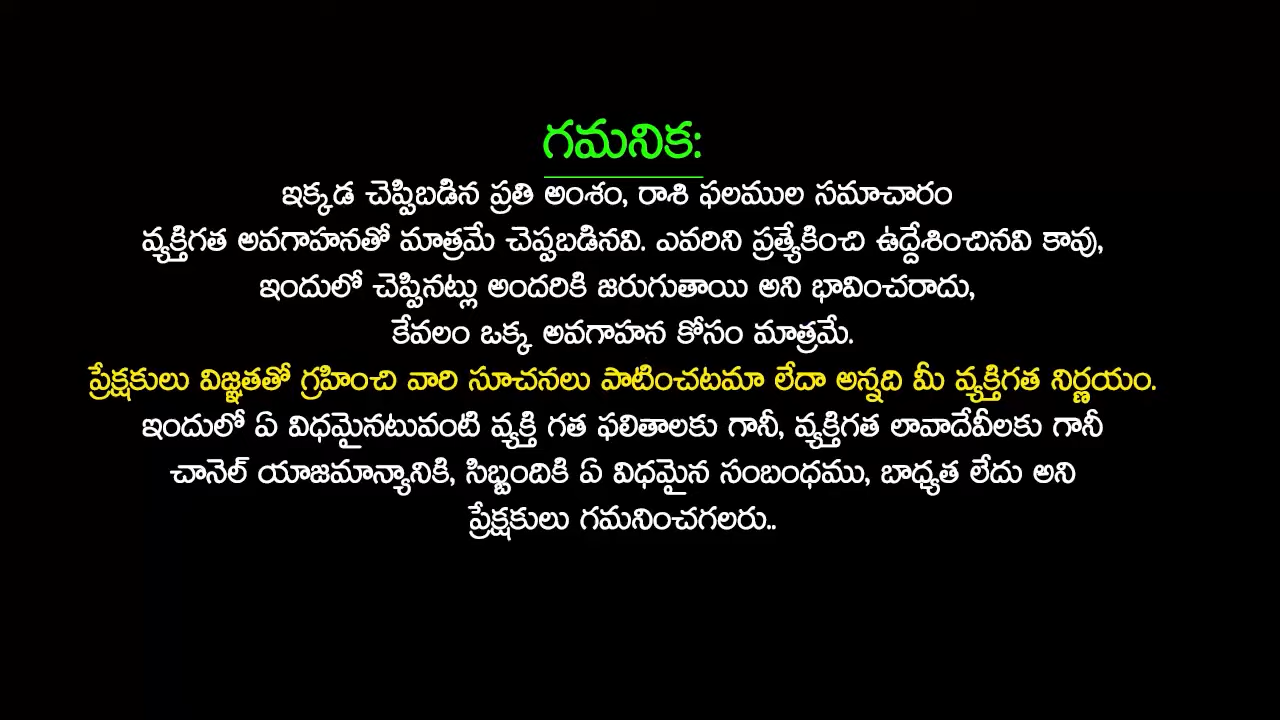 గమనిక:
ఇక్కడ చెప్పిబడిన ప్రతి అంశం, రాశి ఫలముల సమాచారం
వ్యక్తిగత అవగాహనతో మాత్రమే చెప్పబడినవి. ఎవరిని ప్రత్యేకించి ఉద్దేశించినవి కావు,
ఇందులో చెప్పినట్లు అందరికి జరుగుతాయి అని భావించరాదు,
కేవలం ఒక్క అవగాహన కోసం మాత్రమే.
ప్రేక్షకులు విజ్ఞతతో గ్రహించి వారి సూచనలు పాటించటమా లేదా అన్నది మీ వ్యక్తిగత నిర్ణయం.
ఇందులో ఏ విధమైనటువంటి వ్యక్తి గత ఫలితాలకు గానీ, వ్యక్తిగత లావాదేవీలకు గానీ
చానెల్ యాజమాన్యానికి, సిబ్బందికి ఏ విధమైన సంబంధము, బాధ్యత లేదు అని
ప్రేక్షకులు గమనించగలరు..